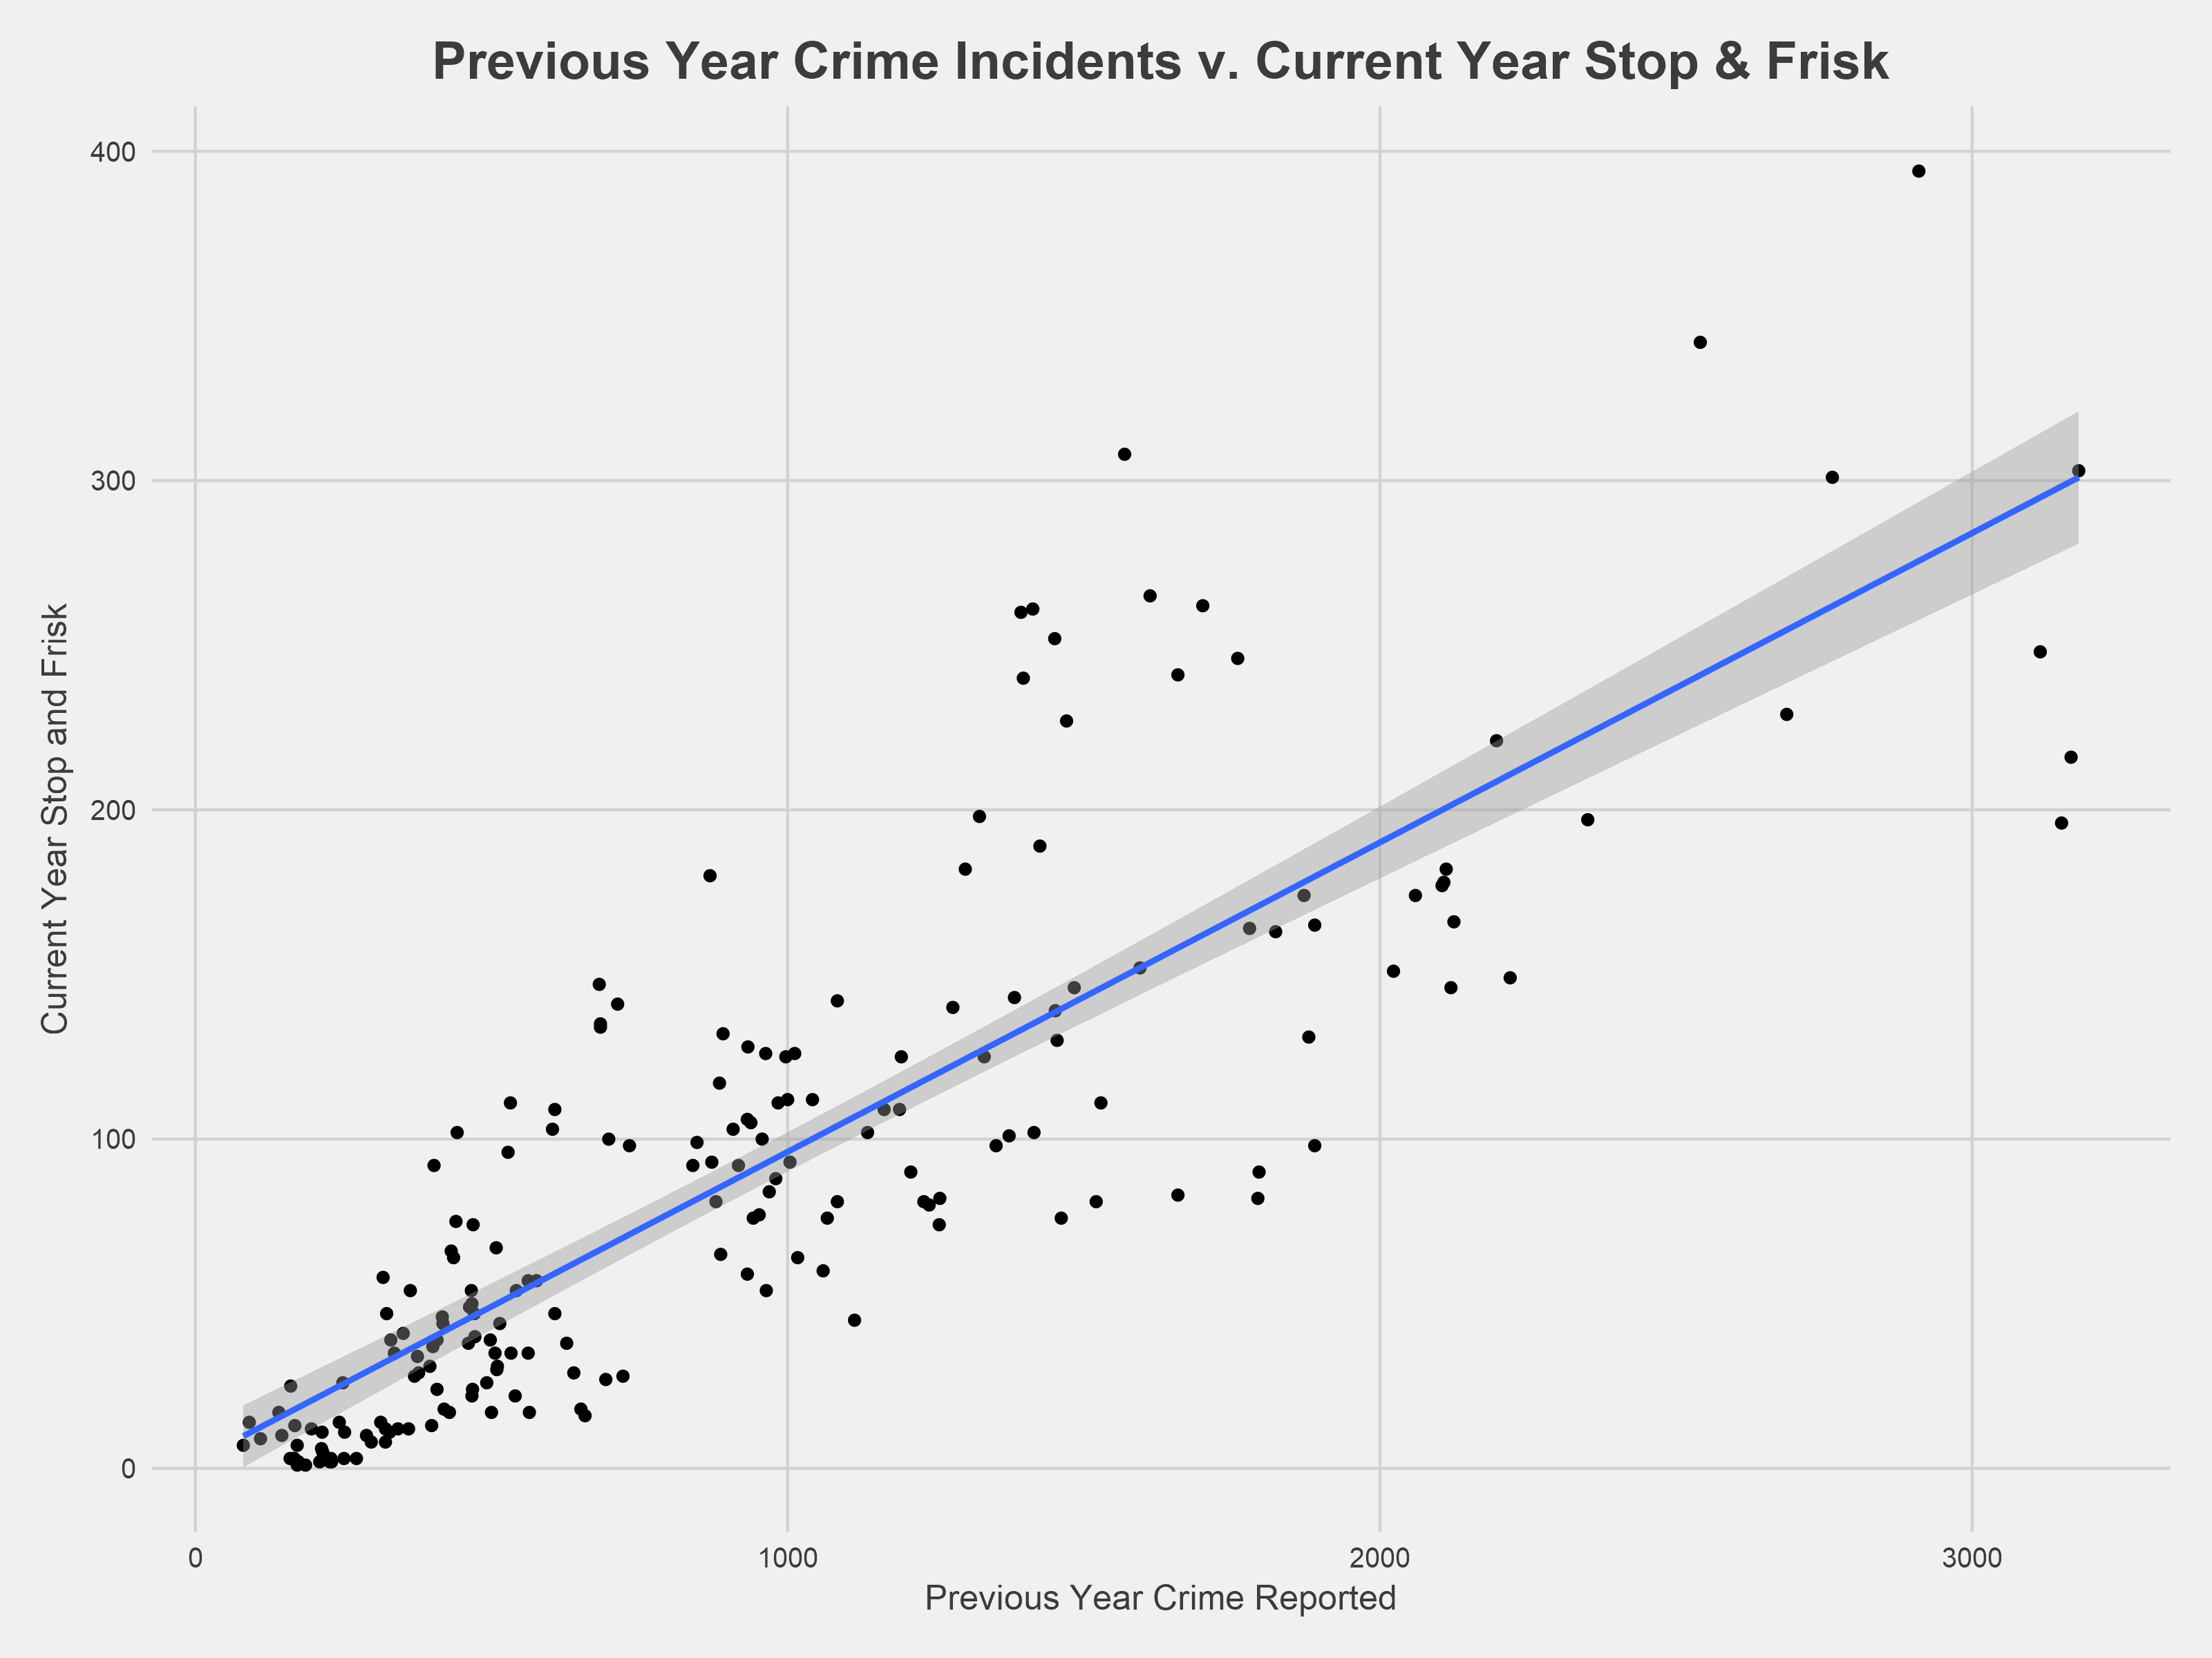 Previous Year Crime Incidents v. Current Year Stop & Frisk
400
300
200
100
0
Current Year Stop and Frisk
0 1000 2000 3000
Previous Year Crime Reported